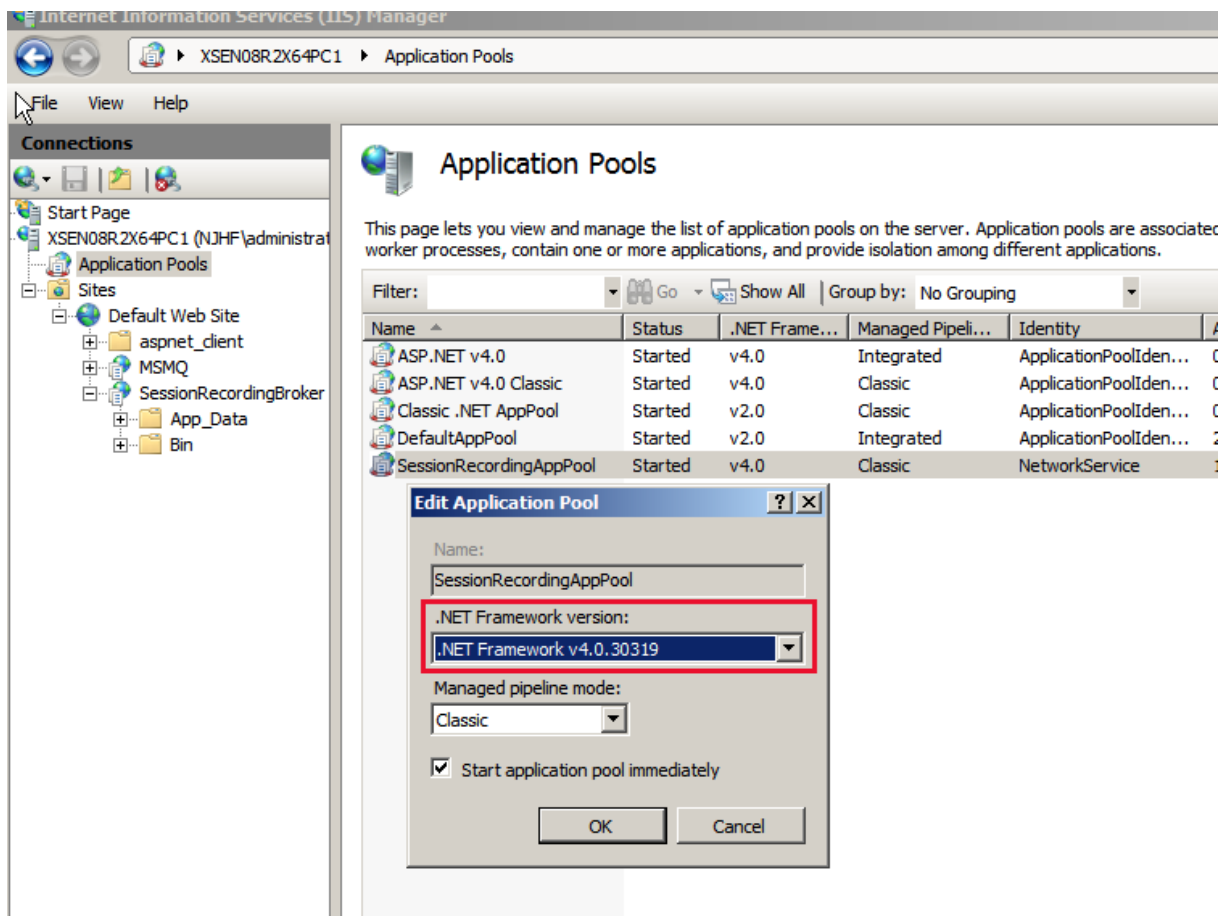 Internet Information Services (IIS) Manager
XSEN08R2X64PC1 Application Pools
File View Help
Connections
Start Page
XSEN08R2X64PC1 (NJHF\administrat
Application Pools
Sites
Default Web Site
aspnet_client
MSMQ
SessionRecordingBroker
App_Data
Bin
Application Pools
This page lets you view and manage the list of application pools on the server. Application pools are associated
worker processes, contain one or more applications, and provide isolation among different applications.
Filter: Go Show All Group by: No Grouping
Name Status .NET Frame... Managed Pipeli... Identity
ASP.NET v4.0 Started v4.0 Integrated ApplicationPoolIden...
ASP.NET v4.0 Classic Started v4.0 Classic ApplicationPoolIden...
Classic .NET AppPool Started v2.0 Classic ApplicationPoolIden...
DefaultAppPool Started v2.0 Integrated ApplicationPoolIden...
SessionRecordingAppPool Started v4.0 Classic NetworkService
Edit Application Pool
Name:
SessionRecordingAppPool
.NET Framework version:
.NET Framework v4.0.30319
Managed pipeline mode:
Classic
Start application pool immediately
OK Cancel